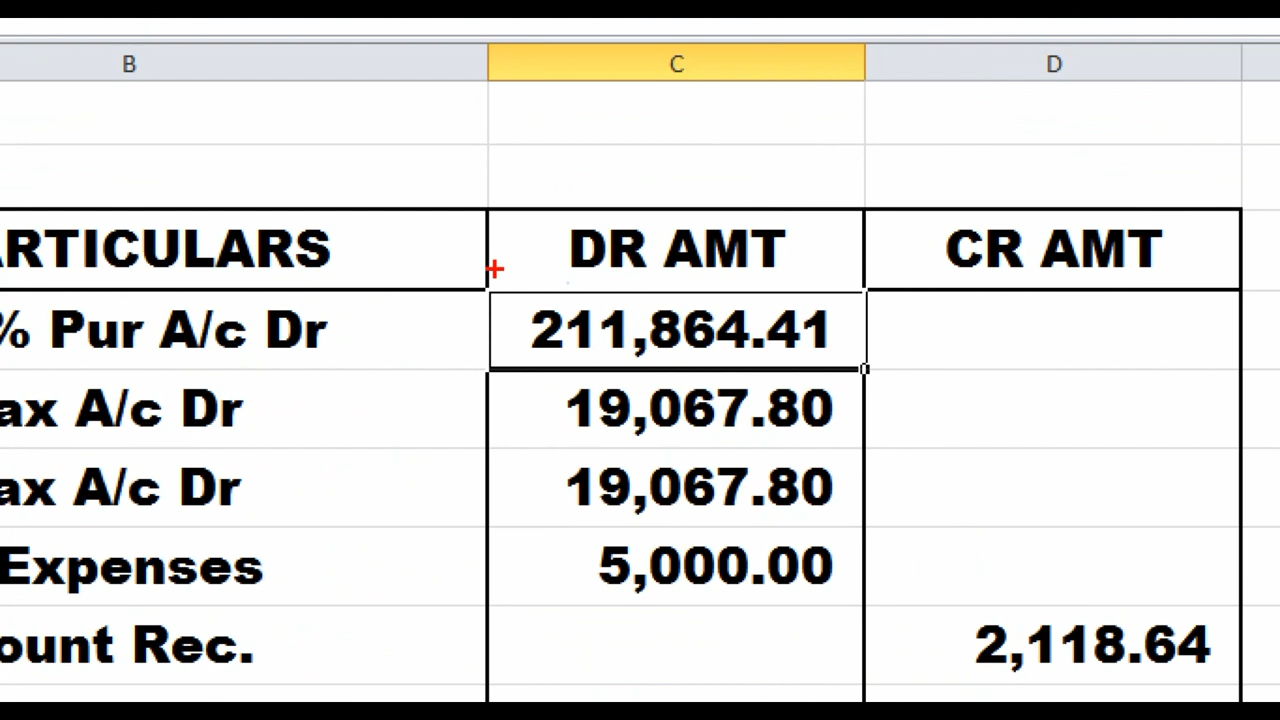 B C D
ARTICULARS DR AMT CR AMT
% Pur A/c Dr 211,864.41
ax A/c Dr 19,067.80
ax A/c Dr 19,067.80
Expenses 5,000.00
ount Rec. 2,118.64